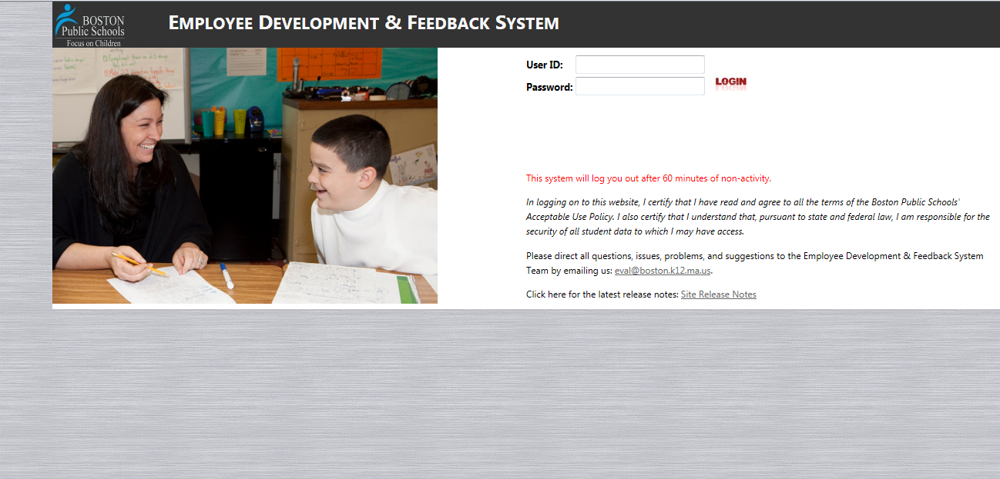 BOSTON
Public Schools
Focus on Children
EMPLOYEE DEVELOPMENT & FEEDBACK SYSTEM
User ID:
Password:
LOGIN
This system will log you out after 60 minutes of non-activity.
In logging on to this website, I certify that I have read and agree to all the terms of the Boston Public Schools'
Acceptable Use Policy. I also certify that I understand that, pursuant to state and federal law, I am responsible for the
security of all student data to which I may have access.
Please direct all questions, issues, problems, and suggestions to the Employee Development & Feedback System
Team by emailing us: eval@boston.k12.ma.us.
Click here for the latest release notes: Site Release Notes